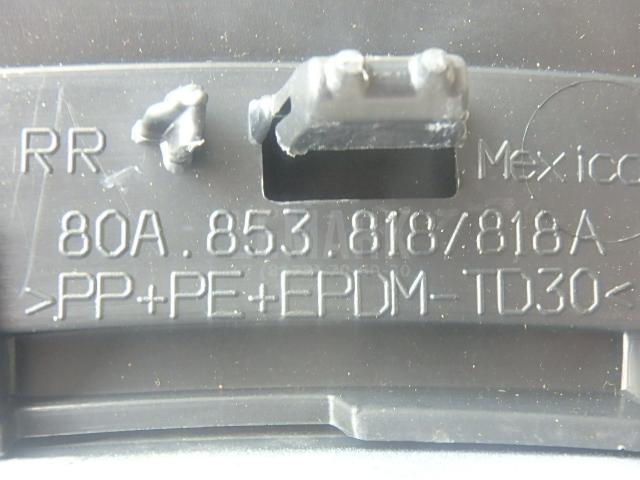 RR Mexico
80A.853.818/818A
>PP+PE+EPDM-TD30<